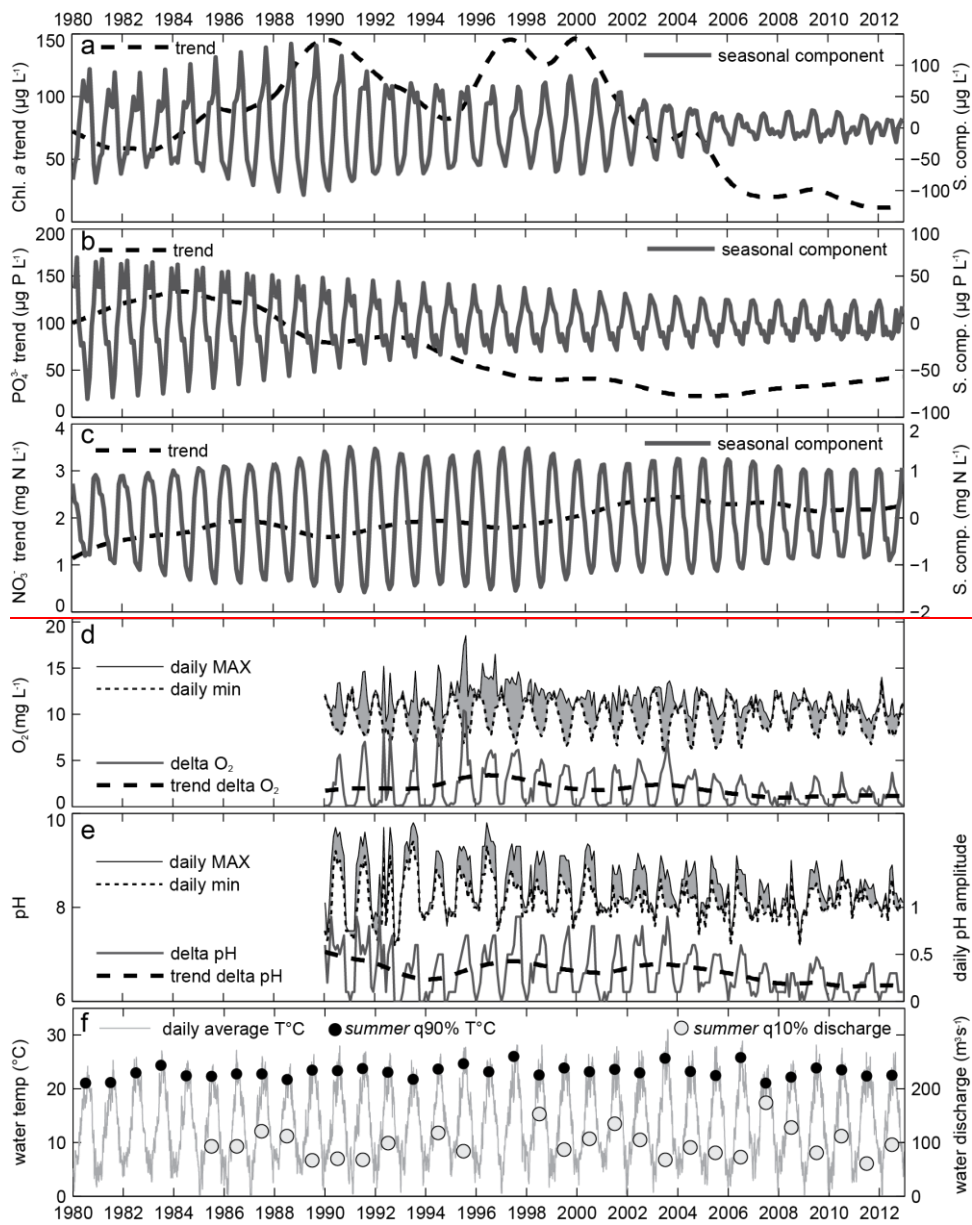 1980 1982 1984 1986 1988 1990 1992 1994 1996 1998 2000 2002 2004 2006 2008 2010 2012
a
trend
seasonal component
150
100
50
0
Chl. a trend (µg L-1)
100
50
0
−50
−100
S. comp. (µg L-1)
b
trend
seasonal component
200
150
100
50
0
PO₄³⁻ trend (µg P L-1)
100
50
0
−50
−100
S. comp. (µg P L-1)
c
trend
seasonal component
4
3
2
1
0
NO₃⁻ trend (mg N L-1)
2
1
0
−1
−2
S. comp. (mg N L-1)
d
daily MAX
daily min
delta O₂
trend delta O₂
20
15
10
5
0
O₂(mg L-1)
e
daily MAX
daily min
delta pH
trend delta pH
10
8
6
pH
1
0.5
0
daily pH amplitude
f
daily average T°C
summer q90% T°C
summer q10% discharge
30
20
10
0
water temp (°C)
200
100
0
water discharge (m³s-¹)
1980 1982 1984 1986 1988 1990 1992 1994 1996 1998 2000 2002 2004 2006 2008 2010 2012